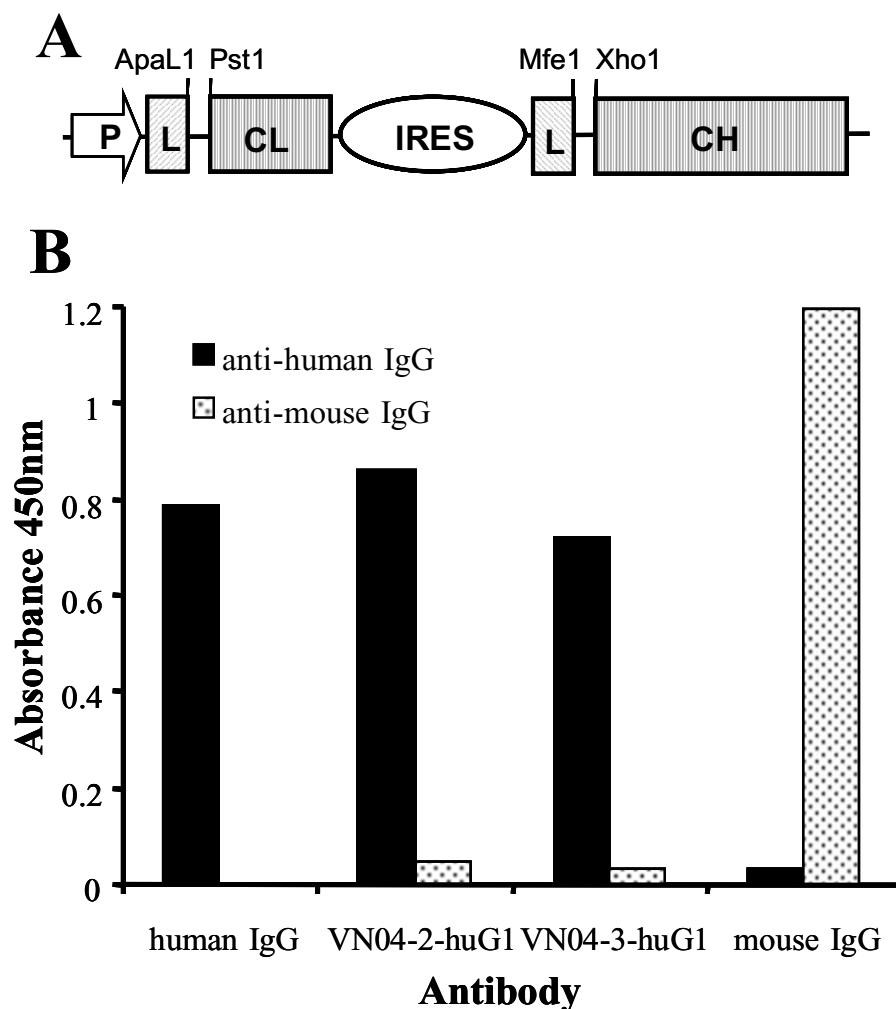 A
ApaL1 Pst1 Mfe1 Xho1
P L CL IRES L CH
B
1.2
anti-human IgG
1
anti-mouse IgG
0.8
0.6
0.4
0.2
0
Absorbance 450nm
human IgG VN04-2-huG1 VN04-3-huG1 mouse IgG
Antibody